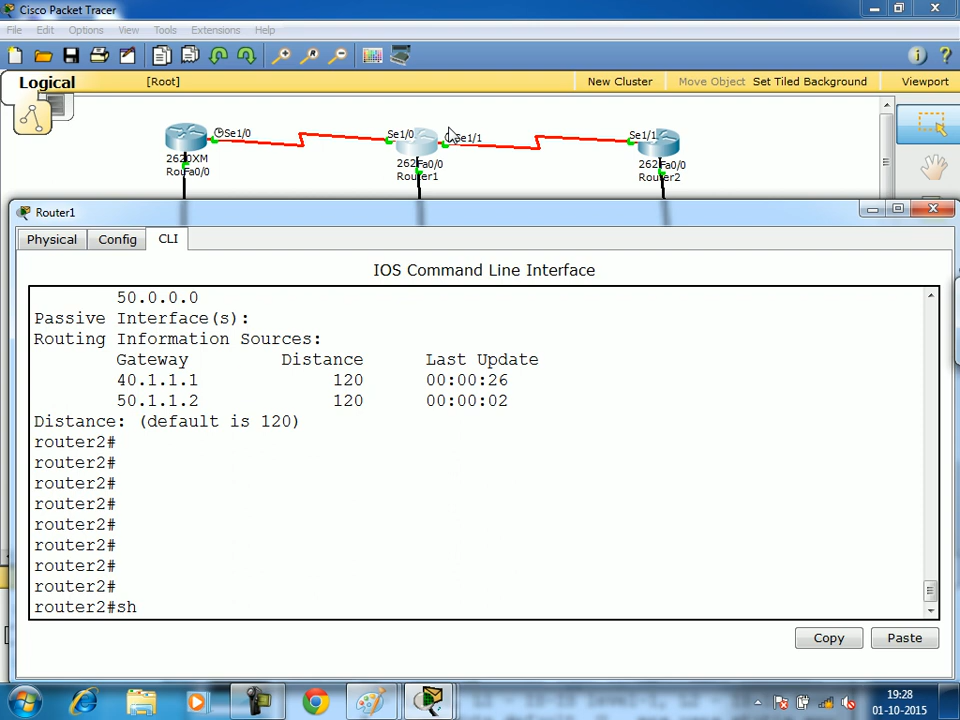 Cisco Packet Tracer
File Edit Options View Tools Extensions Help
Logical [Root] New Cluster Move Object Set Tiled Background Viewport
Se1/0 Se1/0 Se1/1 Se1/1
2620XM Fa0/0 Fa0/0
Fa0/0 Router1 Router2
Router1
Physical Config CLI
IOS Command Line Interface
50.0.0.0
Passive Interface(s):
Routing Information Sources:
Gateway Distance Last Update
40.1.1.1 120 00:00:26
50.1.1.2 120 00:00:02
Distance: (default is 120)
router2#
router2#
router2#
router2#
router2#
router2#
router2#
router2#
router2#sh
Copy Paste
19:28
01-10-2015